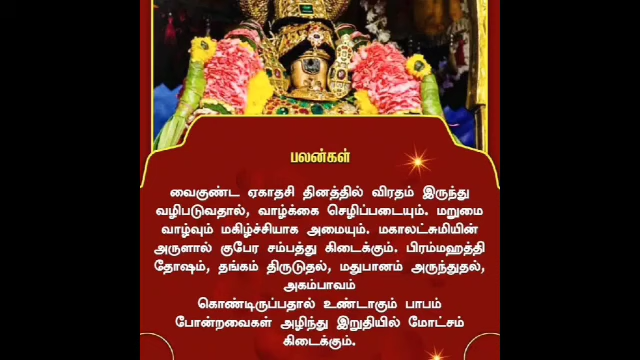 பலன்கள்
வைகுண்ட ஏகாதசி தினத்தில் விரதம் இருந்து
வழிபடுவதால், வாழ்க்கை செழிப்படையும். மறுமை
வாழ்வும் மகிழ்ச்சியாக அமையும். மகாலட்சுமியின்
அருளால் குபேர சம்பத்து கிடைக்கும். பிரம்மஹத்தி
தோஷம், தங்கம் திருடுதல், மதுபானம் அருந்துதல்,
அகம்பாவம்
கொண்டிருப்பதால் உண்டாகும் பாபம்
போன்றவைகள் அழிந்து இறுதியில் மோட்சம்
கிடைக்கும்.